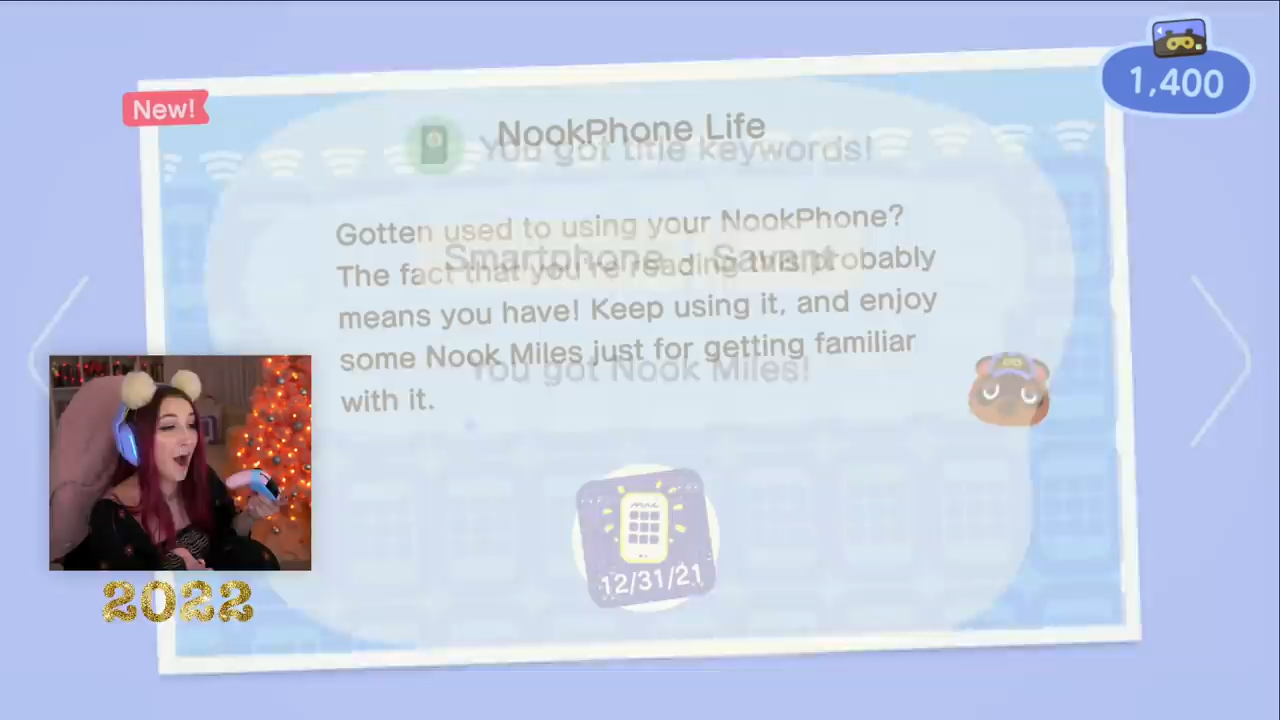 1,400
New!
NookPhone Life
You got title keywords!
Gotten used to using your NookPhone?
Smartphone Savant
The fact that you're reading this probably
means you have! Keep using it, and enjoy
some Nook Miles just for getting familiar
You got Nook Miles!
with it.
12/31/21
2022